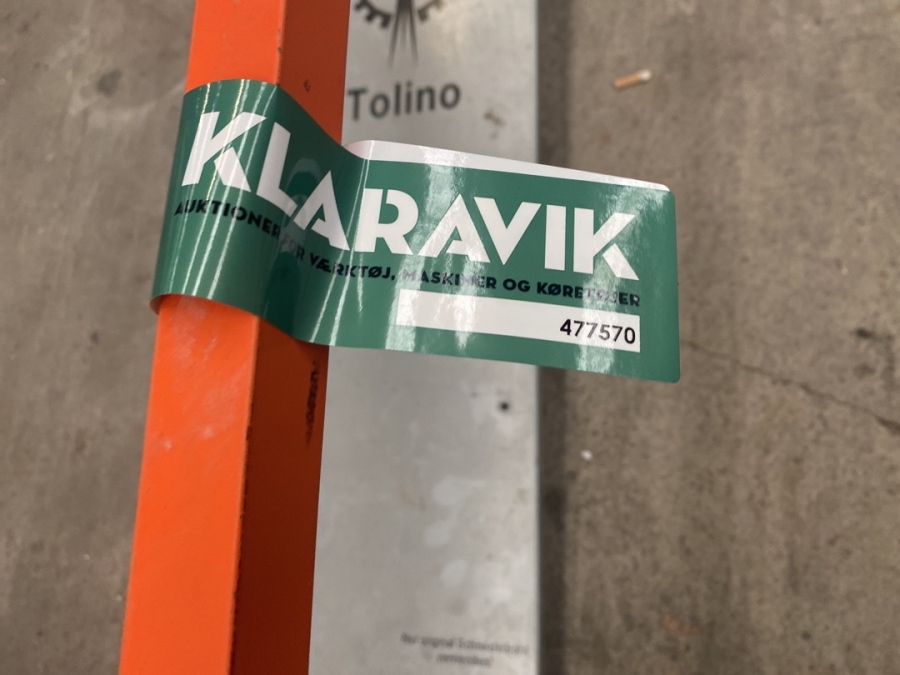 Tolino
KLARAVIK
AUKTIONER FOR VÆRKTØJ, MASKINER OG KØRETØJER
477570